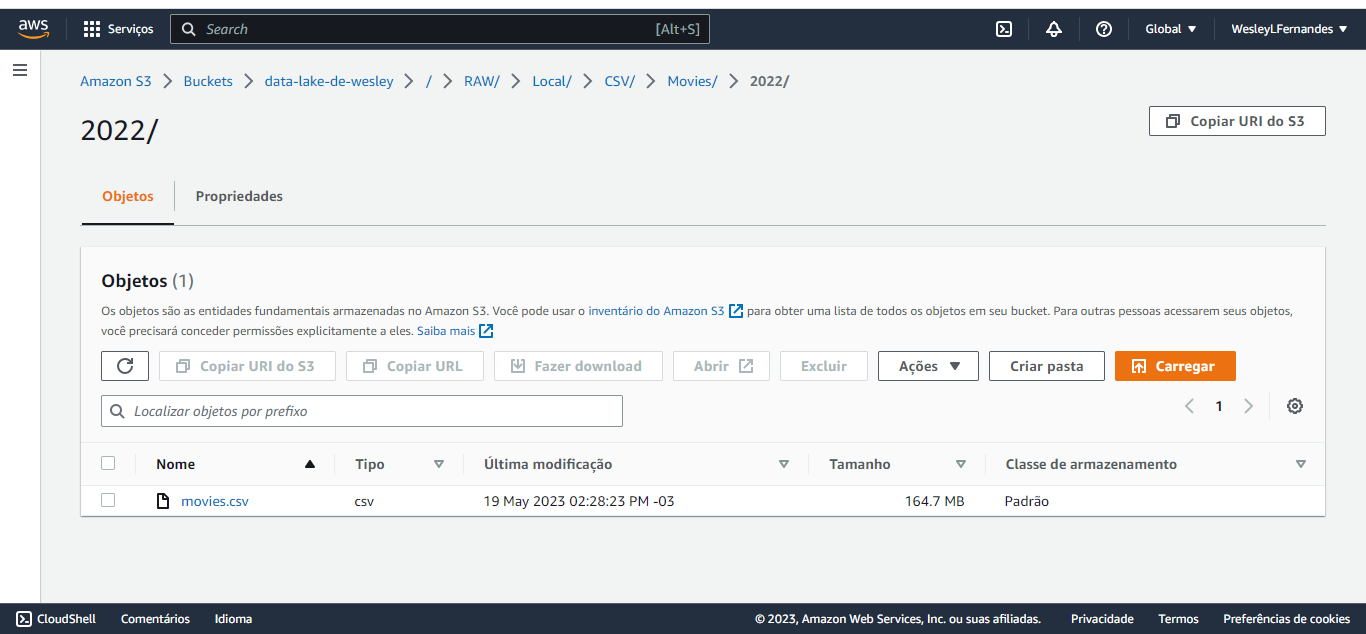 aws Serviços Search [Alt+S] Global WesleyLFernandes
Amazon S3 Buckets data-lake-de-wesley / RAW/ Local/ CSV/ Movies/ 2022/
2022/ Copiar URI do S3
Objetos Propriedades
Objetos (1)
Os objetos são as entidades fundamentais armazenadas no Amazon S3. Você pode usar o inventário do Amazon S3 para obter uma lista de todos os objetos em seu bucket. Para outras pessoas acessarem seus objetos,
você precisará conceder permissões explicitamente a eles. Saiba mais
Copiar URI do S3 Copiar URL Fazer download Abrir Excluir Ações Criar pasta Carregar
Localizar objetos por prefixo 1
Nome Tipo Última modificação Tamanho Classe de armazenamento
movies.csv csv 19 May 2023 02:28:23 PM -03 164.7 MB Padrão
CloudShell Comentários Idioma © 2023, Amazon Web Services, Inc. ou suas afiliadas. Privacidade Termos Preferências de cookies